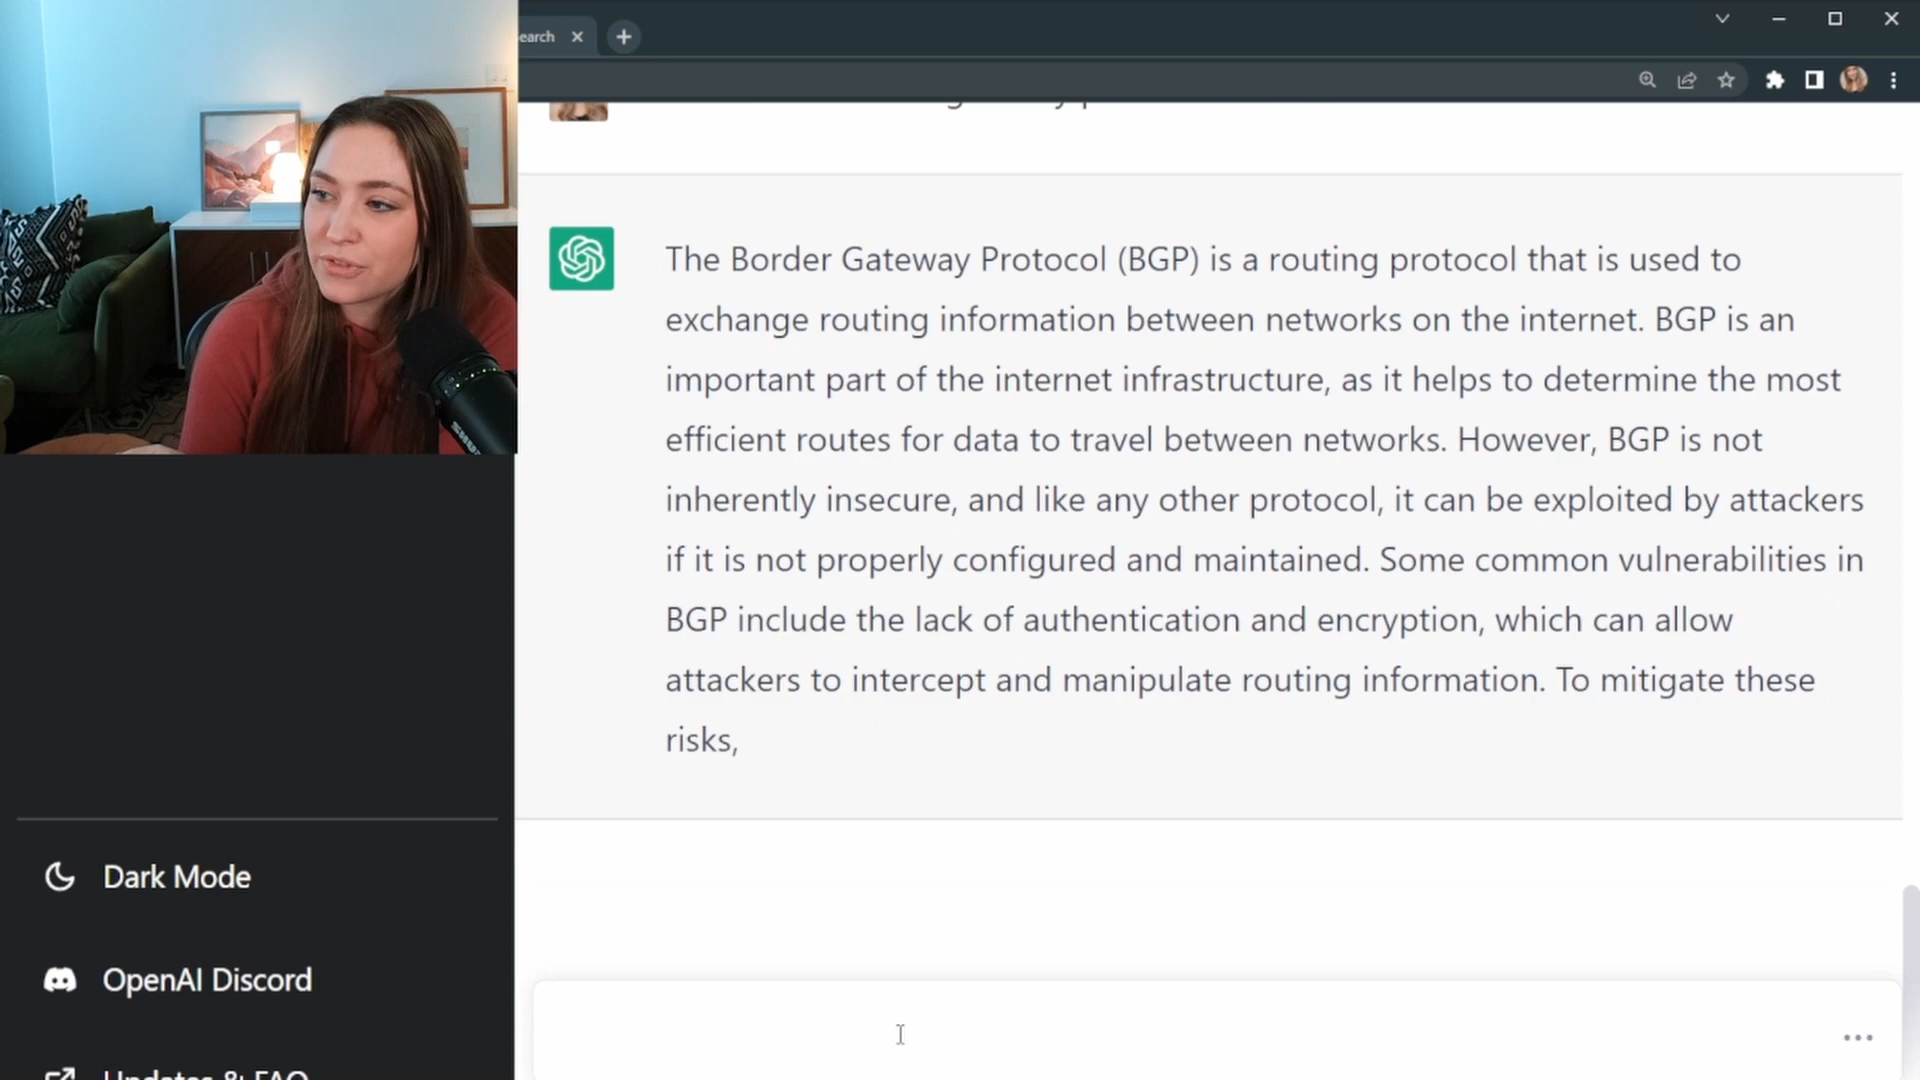 earch
The Border Gateway Protocol (BGP) is a routing protocol that is used to
exchange routing information between networks on the internet. BGP is an
important part of the internet infrastructure, as it helps to determine the most
efficient routes for data to travel between networks. However, BGP is not
inherently insecure, and like any other protocol, it can be exploited by attackers
if it is not properly configured and maintained. Some common vulnerabilities in
BGP include the lack of authentication and encryption, which can allow
attackers to intercept and manipulate routing information. To mitigate these
risks,
Dark Mode
OpenAI Discord
Updates & FAQ